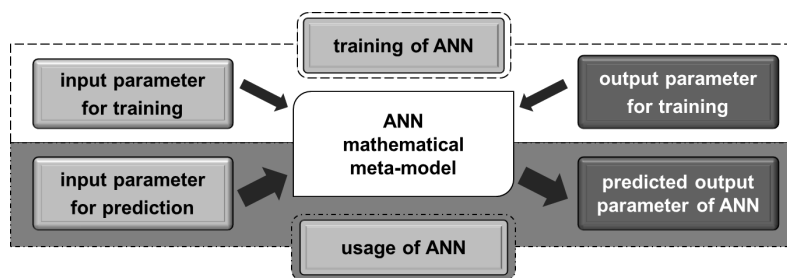 training of ANN
input parameter
for training
output parameter
for training
ANN
mathematical
meta-model
input parameter
for prediction
predicted output
parameter of ANN
usage of ANN